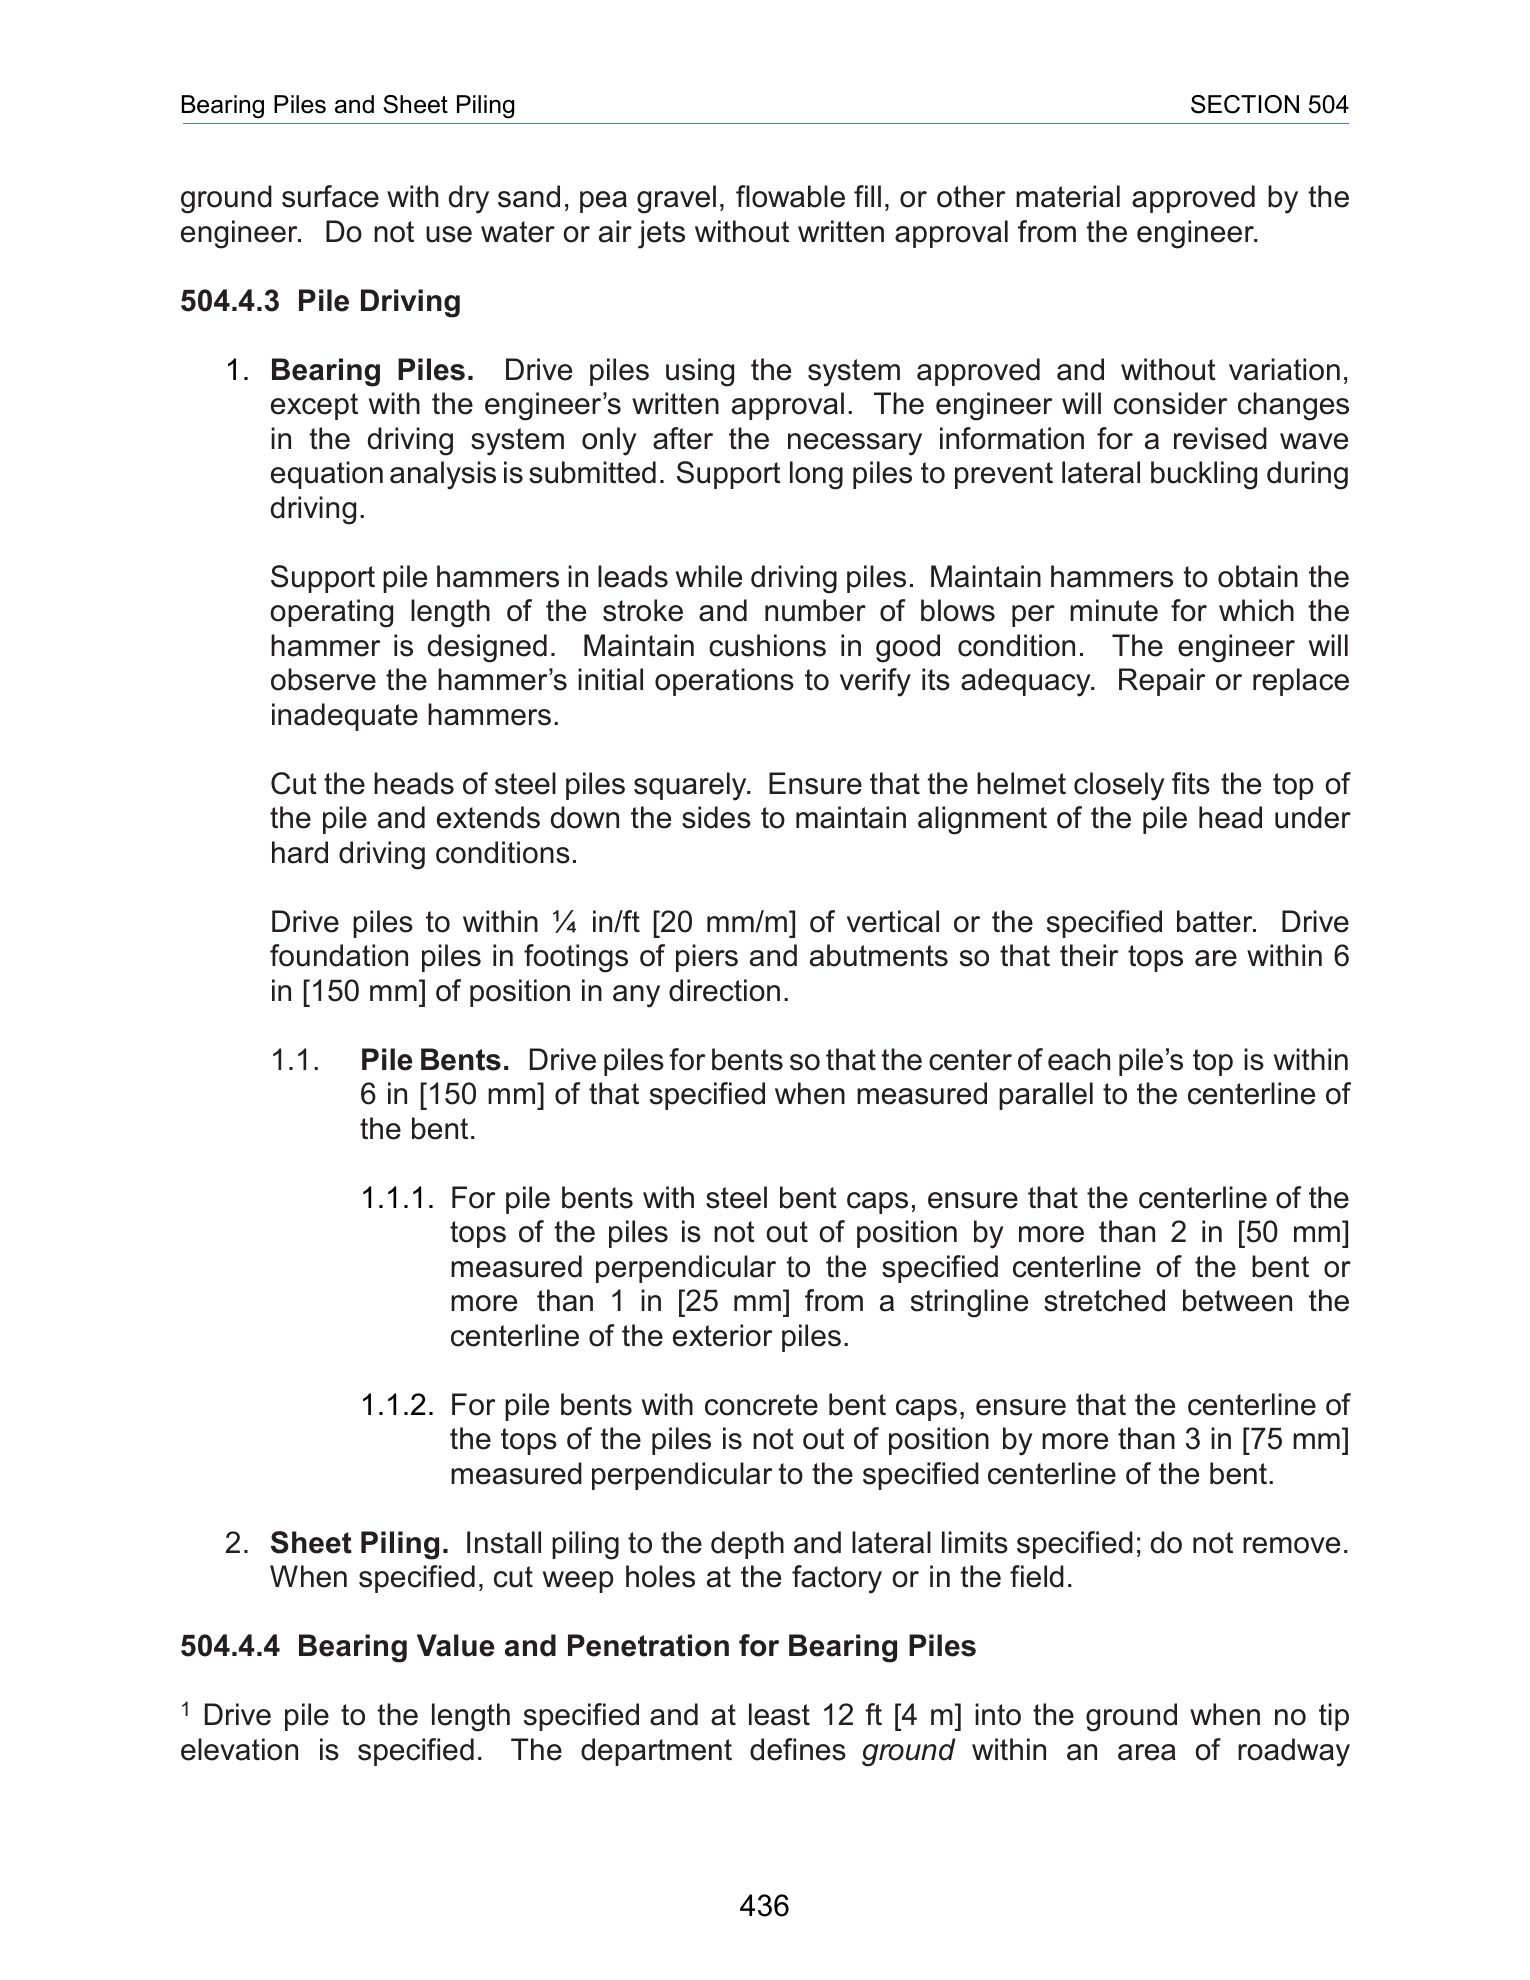 Bearing Piles and Sheet Piling SECTION 504
ground surface with dry sand, pea gravel, flowable fill, or other material approved by the
engineer. Do not use water or air jets without written approval from the engineer.
504.4.3 Pile Driving
1. Bearing Piles. Drive piles using the system approved and without variation,
except with the engineer’s written approval. The engineer will consider changes
in the driving system only after the necessary information for a revised wave
equation analysis is submitted. Support long piles to prevent lateral buckling during
driving.
Support pile hammers in leads while driving piles. Maintain hammers to obtain the
operating length of the stroke and number of blows per minute for which the
hammer is designed. Maintain cushions in good condition. The engineer will
observe the hammer’s initial operations to verify its adequacy. Repair or replace
inadequate hammers.
Cut the heads of steel piles squarely. Ensure that the helmet closely fits the top of
the pile and extends down the sides to maintain alignment of the pile head under
hard driving conditions.
Drive piles to within ¼ in/ft [20 mm/m] of vertical or the specified batter. Drive
foundation piles in footings of piers and abutments so that their tops are within 6
in [150 mm] of position in any direction.
1.1. Pile Bents. Drive piles for bents so that the center of each pile’s top is within
6 in [150 mm] of that specified when measured parallel to the centerline of
the bent.
1.1.1. For pile bents with steel bent caps, ensure that the centerline of the
tops of the piles is not out of position by more than 2 in [50 mm]
measured perpendicular to the specified centerline of the bent or
more than 1 in [25 mm] from a stringline stretched between the
centerline of the exterior piles.
1.1.2. For pile bents with concrete bent caps, ensure that the centerline of
the tops of the piles is not out of position by more than 3 in [75 mm]
measured perpendicular to the specified centerline of the bent.
2. Sheet Piling. Install piling to the depth and lateral limits specified; do not remove.
When specified, cut weep holes at the factory or in the field.
504.4.4 Bearing Value and Penetration for Bearing Piles
1 Drive pile to the length specified and at least 12 ft [4 m] into the ground when no tip
elevation is specified. The department defines ground within an area of roadway
436